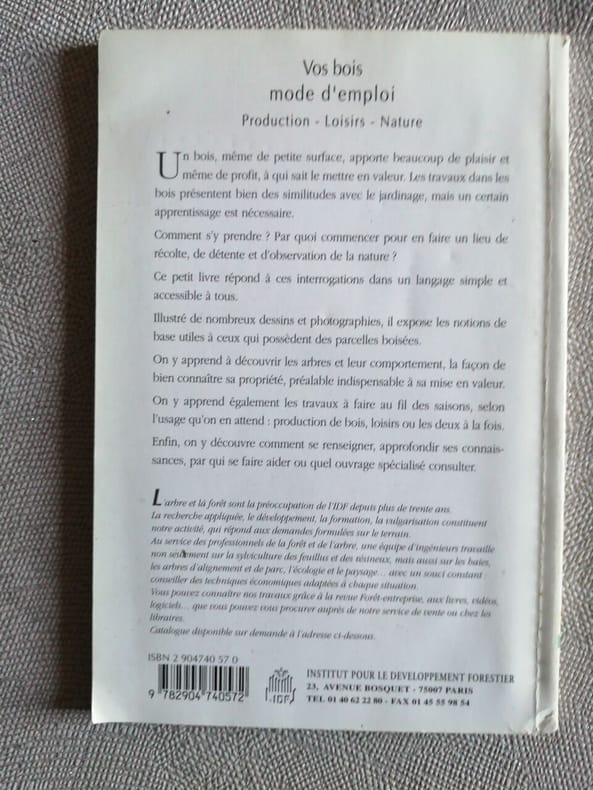 Vos bois
mode d'emploi
Production - Loisirs - Nature
Un bois, même de petite surface, apporte beaucoup de plaisir et
même de profit, à qui sait le mettre en valeur. Les travaux dans les
bois présentent bien des similitudes avec le jardinage, mais un certain
apprentissage est nécessaire.
Comment s'y prendre ? Par quoi commencer pour en faire un lieu de
récolte, de détente et d'observation de la nature ?
Ce petit livre répond à ces interrogations dans un langage simple et
accessible à tous.
Illustré de nombreux dessins et photographies, il expose les notions de
base utiles à ceux qui possèdent des parcelles boisées.
On y apprend à découvrir les arbres et leur comportement, la façon de
bien connaître sa propriété, préalable indispensable à sa mise en valeur.
On y apprend également les travaux à faire au fil des saisons, selon
l'usage qu'on en attend : production de bois, loisirs ou les deux à la fois.
Enfin, on y découvre comment se renseigner, approfondir ses connais-
sances, par qui se faire aider ou quel ouvrage spécialisé consulter.
L'arbre et la forêt sont la préoccupation de l'IDF depuis plus de trente ans.
La recherche appliquée, le développement, la formation, la vulgarisation constituent
notre activité, qui répond aux demandes formulées sur le terrain.
Au service des professionnels de la forêt et de l'arbre, une équipe d'ingénieurs travaille
non seulement sur la sylviculture des feuillus et des résineux, mais aussi sur les haies,
les arbres d'alignement et de parc, l'écologie et le paysage... avec un souci constant :
conseiller des techniques économiques adaptées à chaque situation.
Vous pouvez connaître nos travaux grâce à la revue Forêt-entreprise, aux livres, vidéos,
logiciels... que vous pouvez vous procurer auprès de notre service de vente ou chez les
libraires.
Catalogue disponible sur demande à l'adresse ci-dessous.
ISBN 2 904740 57 0
9 782904 740572
IDF
INSTITUT POUR LE DEVELOPPEMENT FORESTIER
23, AVENUE BOSQUET - 75007 PARIS
TEL 01 40 62 22 80 - FAX 01 45 55 98 54